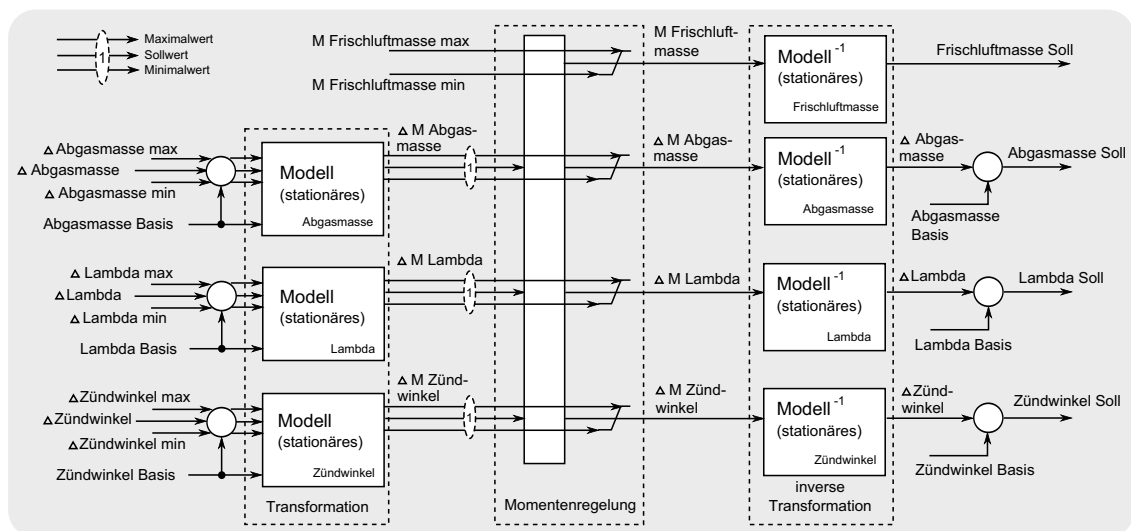 Maximalwert
Sollwert
Minimalwert
1
M Frischluftmasse max
M Frischluftmasse min
M Frischluft-
masse
Modell-1
(stationäres)
Frischluftmasse
Frischluftmasse Soll
Δ Abgasmasse max
Δ Abgasmasse
Δ Abgasmasse min
Abgasmasse Basis
Modell
(stationäres)
Abgasmasse
Δ M Abgas-
masse
1
Δ M Abgas-
masse
Modell-1
(stationäres)
Abgasmasse
Δ Abgas-
masse
Abgasmasse Soll
Abgasmasse
Basis
Δ Lambda max
Δ Lambda
Δ Lambda min
Lambda Basis
Modell
(stationäres)
Lambda
Δ M Lambda
1
Δ M Lambda
Modell-1
(stationäres)
Lambda
Δ Lambda
Lambda Soll
Lambda Basis
Δ Zündwinkel max
Δ Zündwinkel
Δ Zündwinkel min
Zündwinkel Basis
Modell
(stationäres)
Zündwinkel
Δ M Zünd-
winkel
1
Δ M Zünd-
winkel
Modell-1
(stationäres)
Zündwinkel
Δ Zünd-
winkel
Zündwinkel Soll
Zündwinkel Basis
Transformation
Momentenregelung
inverse
Transformation